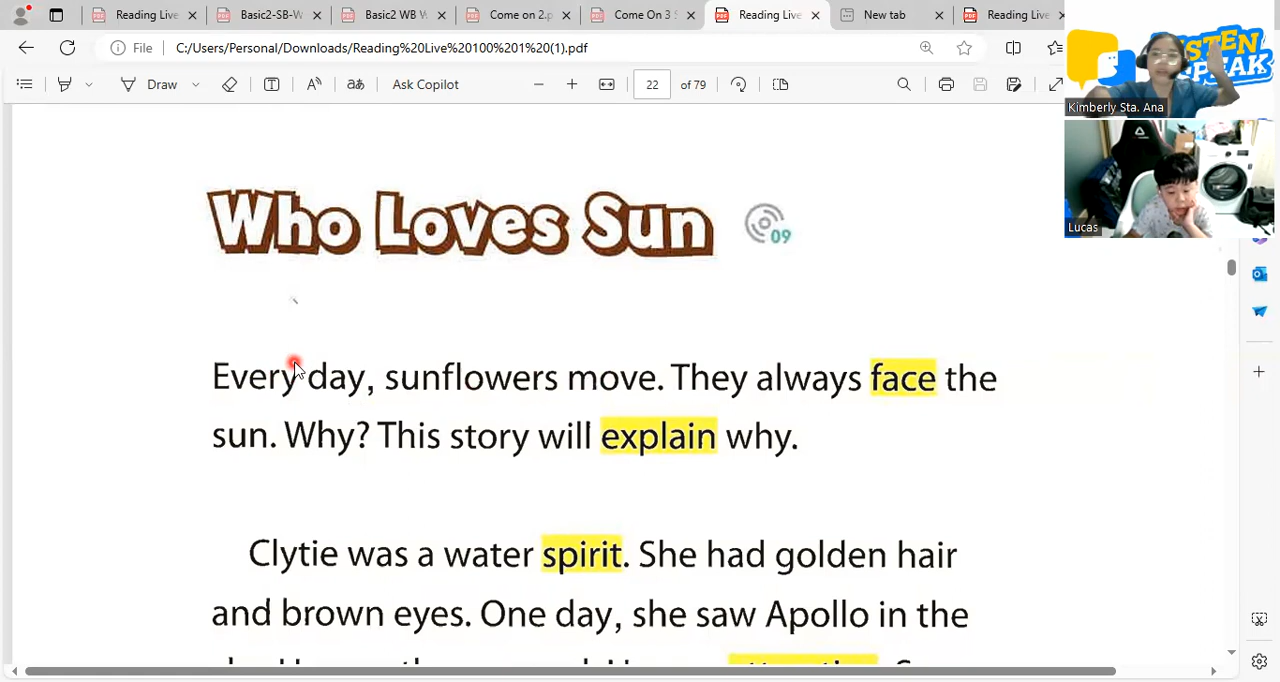 Reading Live
Basic2-SB-W
Basic2 WB W
Come on 2.p
Come On 3 S
Reading Live
New tab
Reading Live
File
C:/Users/Personal/Downloads/Reading%20Live%20100%201%20(1).pdf
Draw
Ask Copilot
22
of 79
LISTEN
SPEAK
Kimberly Sta. Ana
Lucas
Who Loves Sun
09
Every day, sunflowers move. They always face the
sun. Why? This story will explain why.
Clytie was a water spirit. She had golden hair
and brown eyes. One day, she saw Apollo in the